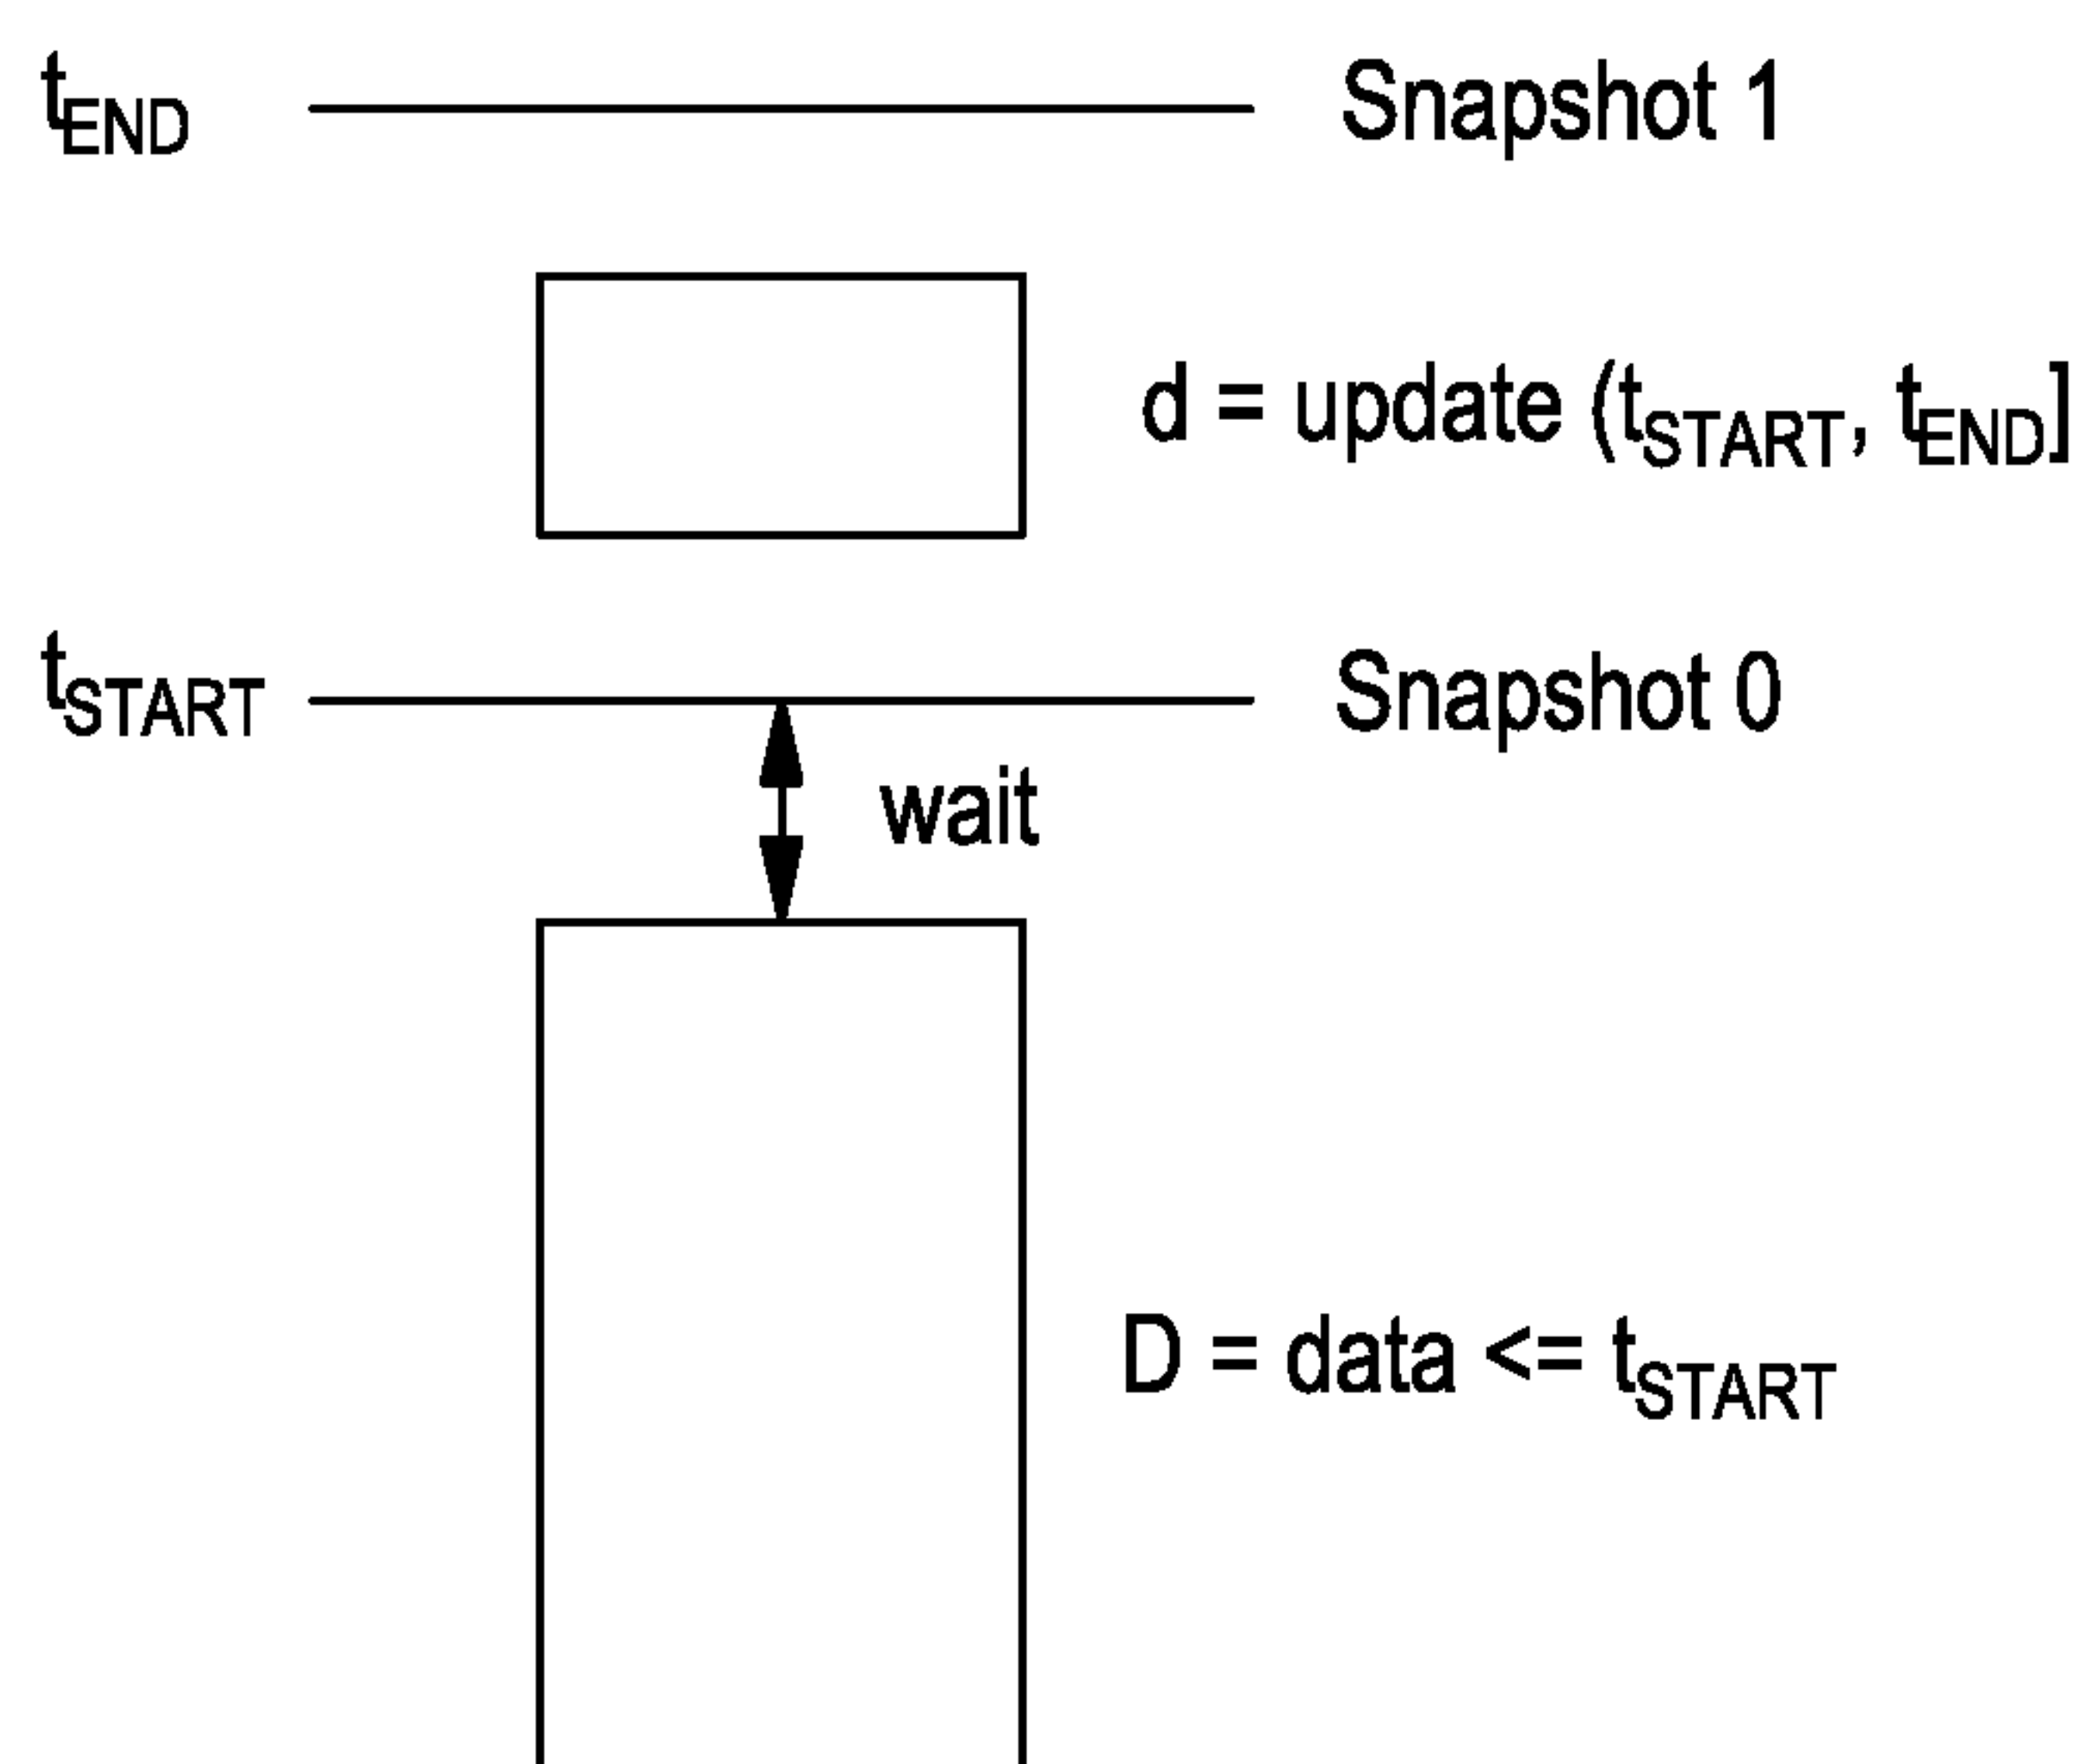 tEND Snapshot 1
d = update (tSTART, tEND]
tSTART Snapshot 0
wait
D = data <= tSTART